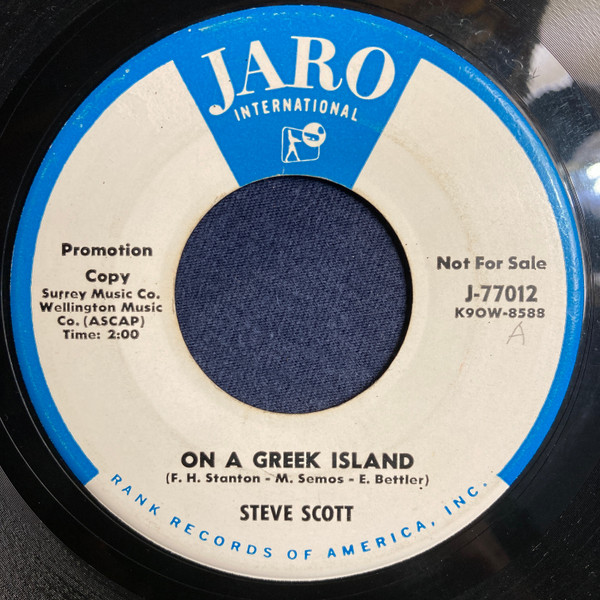 JARO
INTERNATIONAL
Promotion
Copy
Surrey Music Co.
Wellington Music
Co. (ASCAP)
Time: 2:00
Not For Sale
J-77012
K9OW-8588
A
ON A GREEK ISLAND
(F. H. Stanton - M. Semos - E. Bettler)
STEVE SCOTT
RANK RECORDS OF AMERICA, INC.